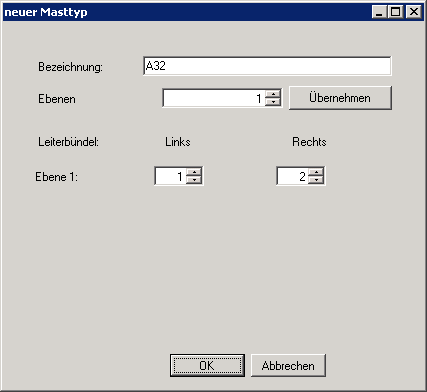 neuer Masttyp
Bezeichnung: A32
Ebenen 1 Übernehmen
Leiterbündel: Links Rechts
Ebene 1: 1 2
OK Abbrechen